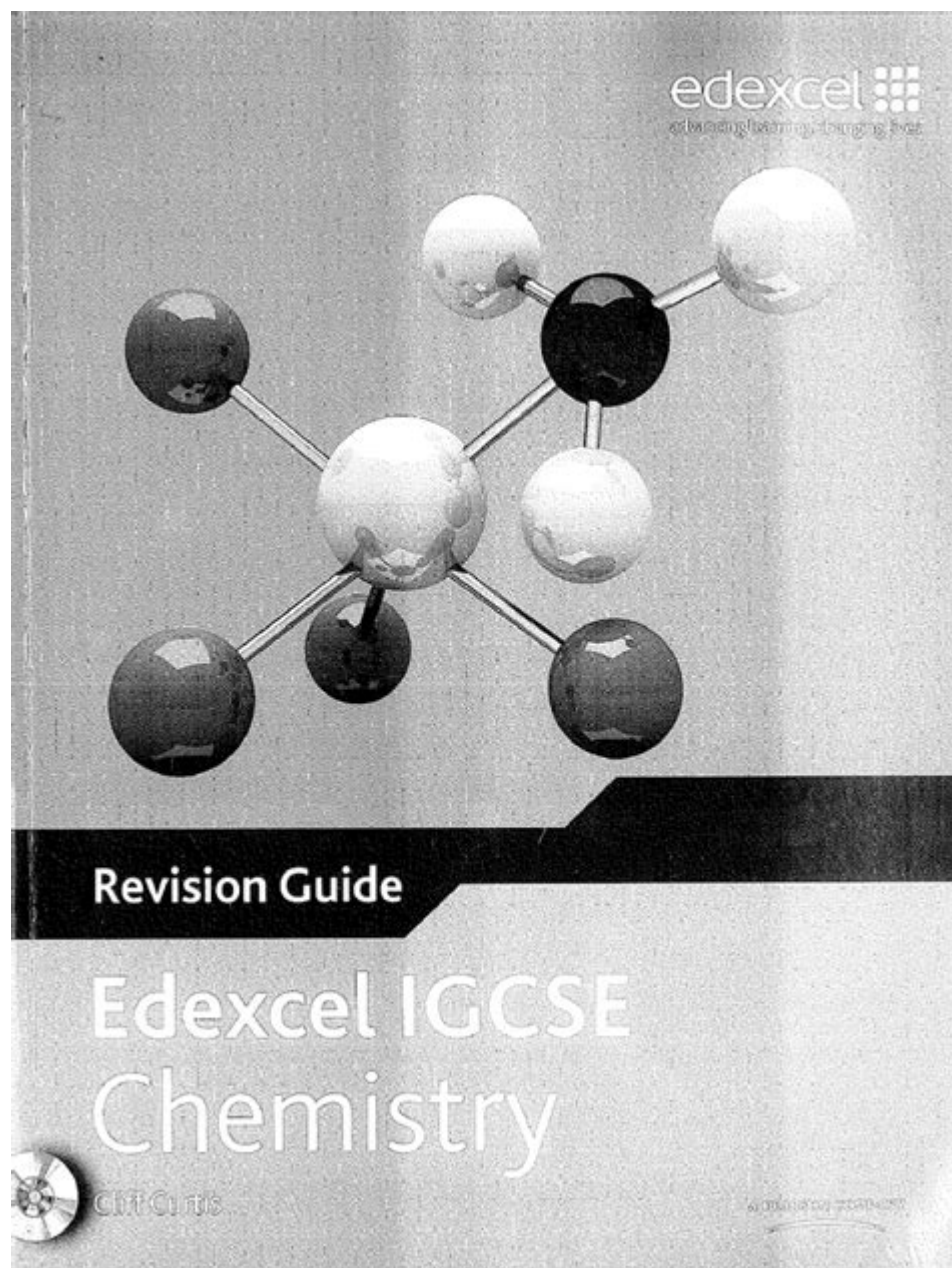 edexcel
advancing learning, changing lives
Revision Guide
Edexcel IGCSE
Chemistry
Cliff Curtis